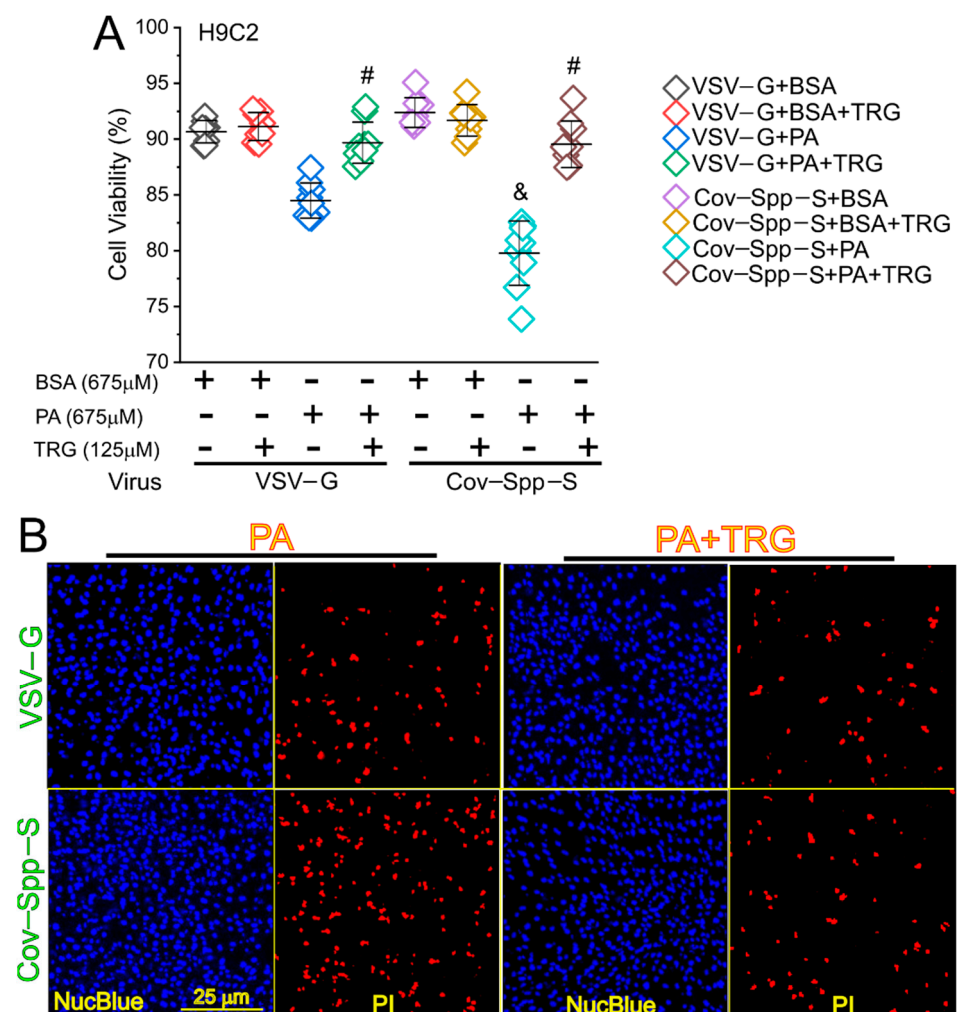 A
H9C2
Cell Viability (%)
100
95
90
85
80
75
70
#
&
#
VSV–G+BSA
VSV–G+BSA+TRG
VSV–G+PA
VSV–G+PA+TRG
Cov–Spp–S+BSA
Cov–Spp–S+BSA+TRG
Cov–Spp–S+PA
Cov–Spp–S+PA+TRG
BSA (675µM) + + - - + + - -
PA (675µM) - - + + - - + +
TRG (125µM) - + - + - + - +
Virus VSV–G Cov–Spp–S
B
PA PA+TRG
VSV–G
Cov–Spp–S
NucBlue 25 µm PI NucBlue PI